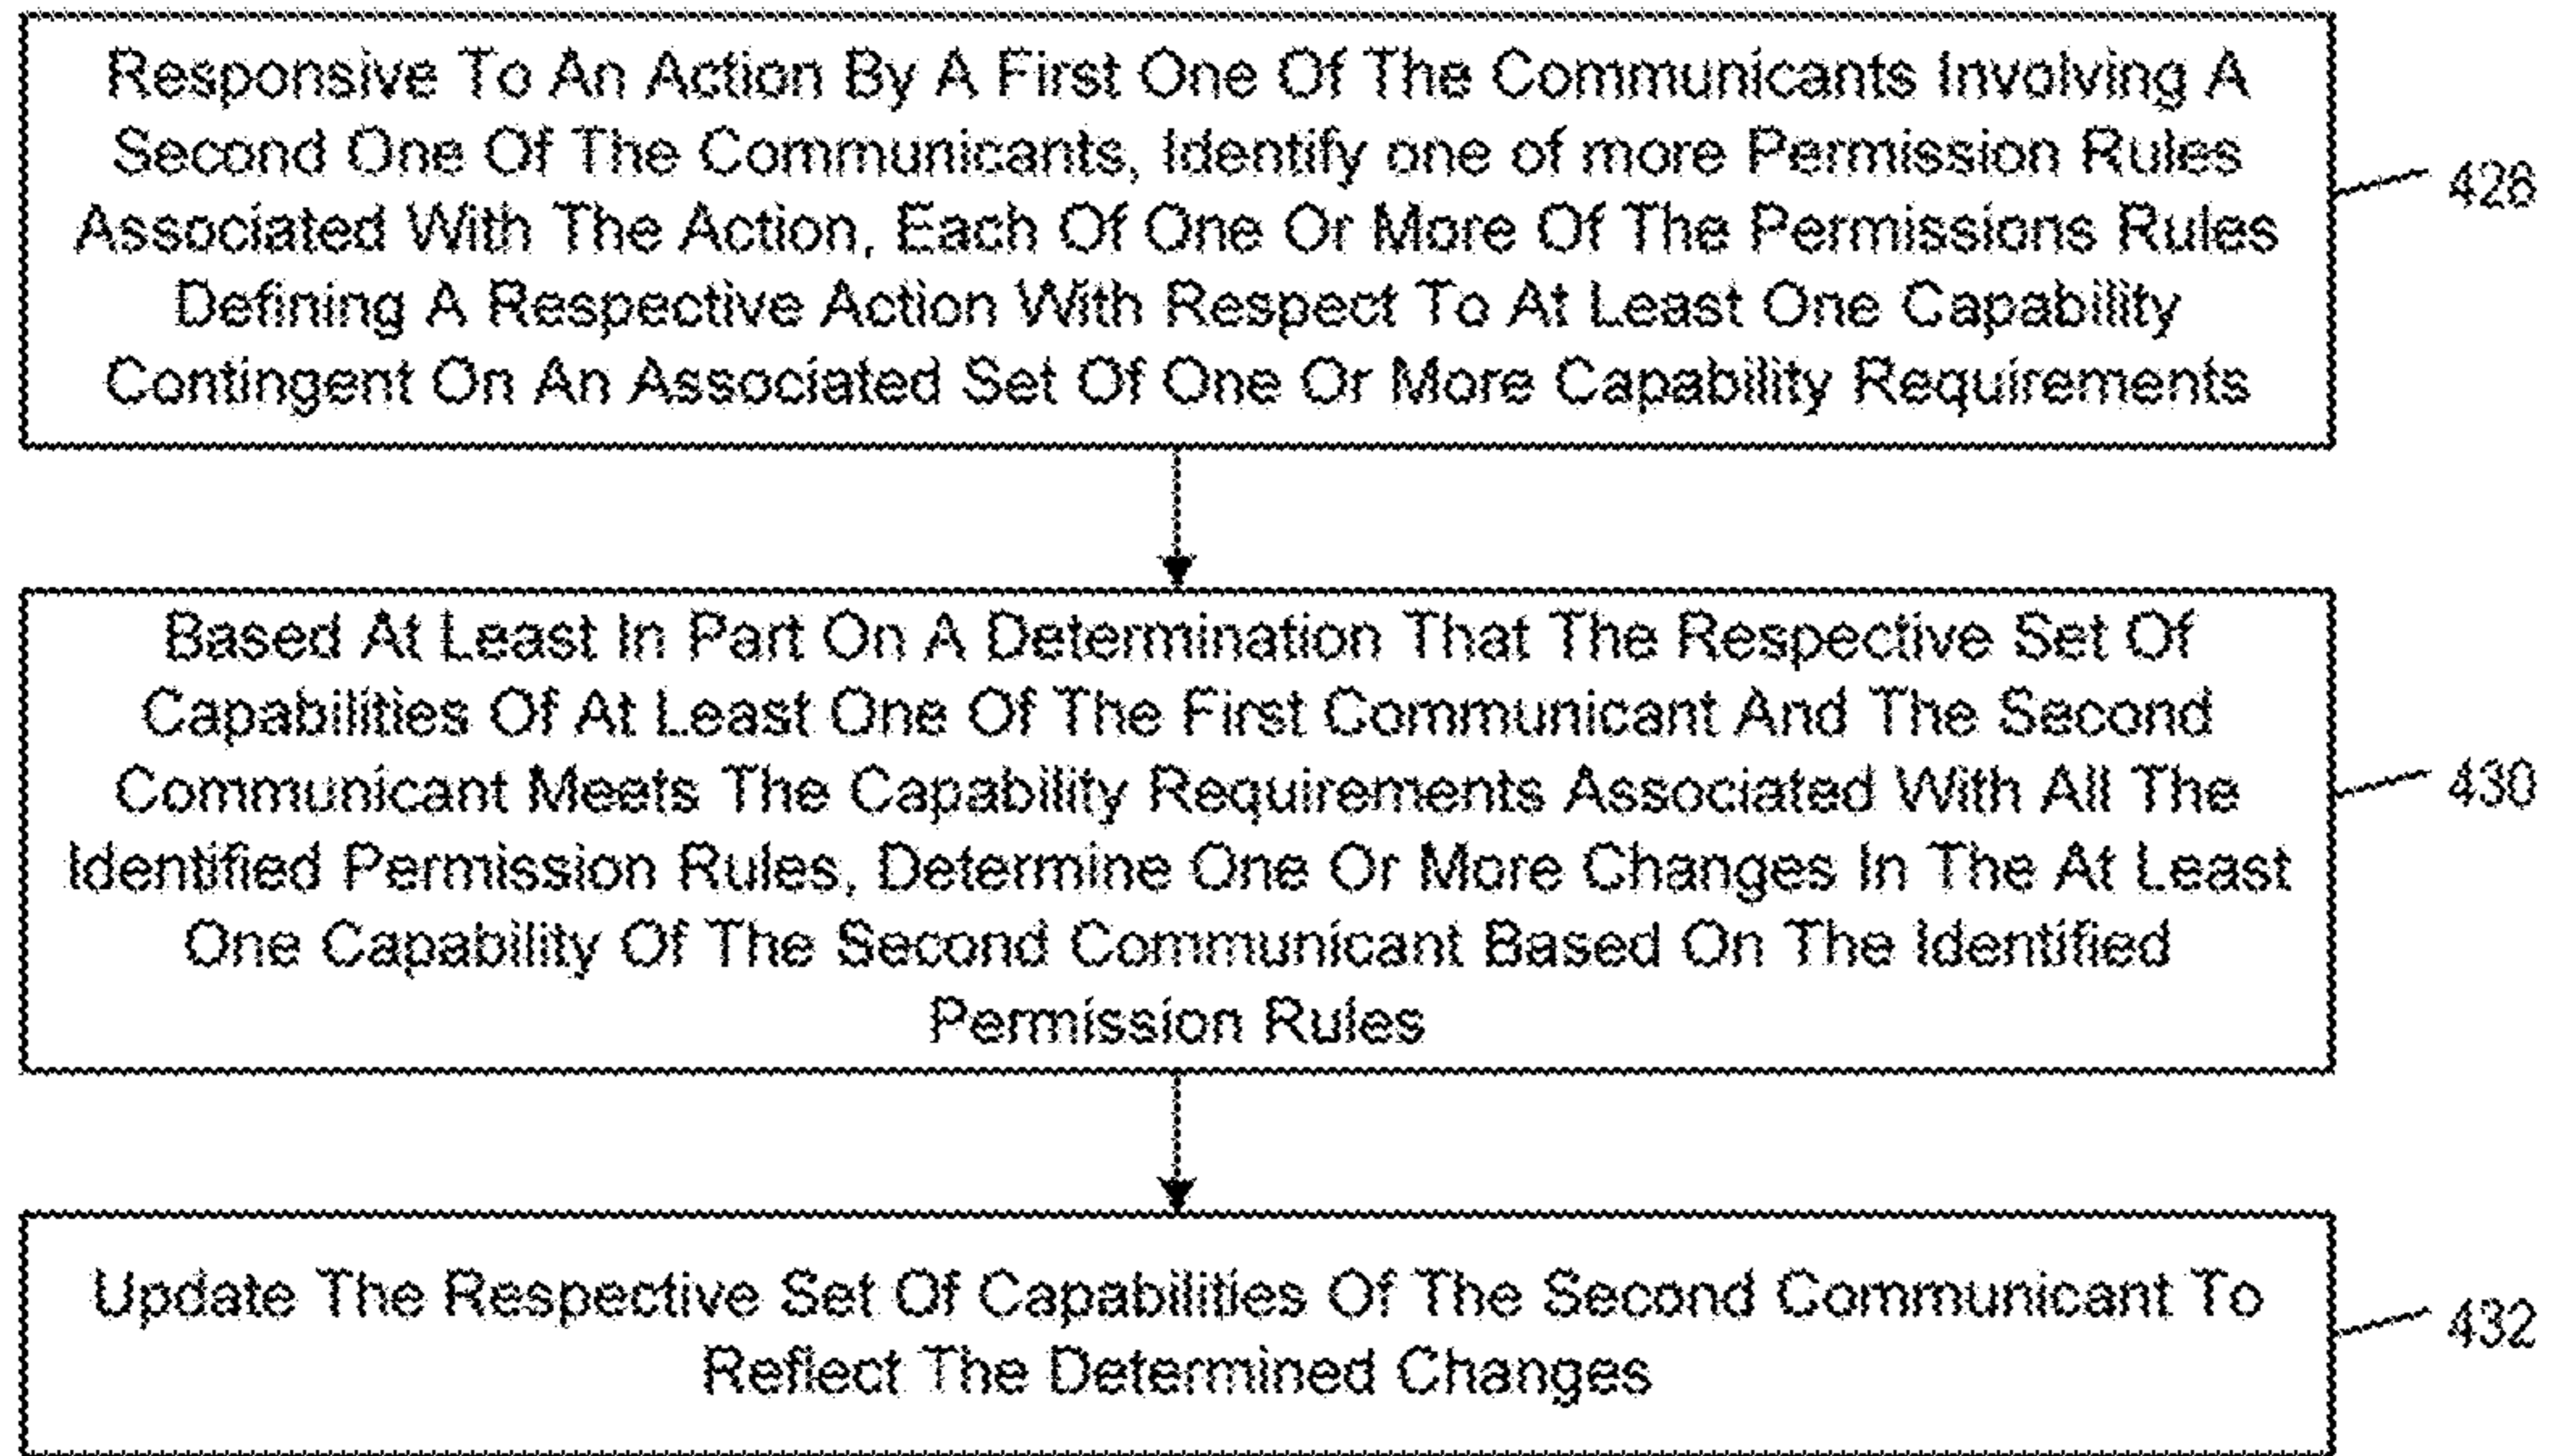 Responsive To An Action By A First One Of The Communicants Involving A
Second One Of The Communicants, Identify one of more Permission Rules
Associated With The Action, Each Of One Or More Of The Permissions Rules
Defining A Respective Action With Respect To At Least One Capability
Contingent On An Associated Set Of One Or More Capability Requirements
Based At Least In Part On A Determination That The Respective Set Of
Capabilities Of At Least One Of The First Communicant And The Second
Communicant Meets The Capability Requirements Associated With All The
Identified Permission Rules, Determine One Or More Changes In The At Least
One Capability Of The Second Communicant Based On The Identified
Permission Rules
430
Update The Respective Set Of Capabilities Of The Second Communicant To
Reflect The Determined Changes
432